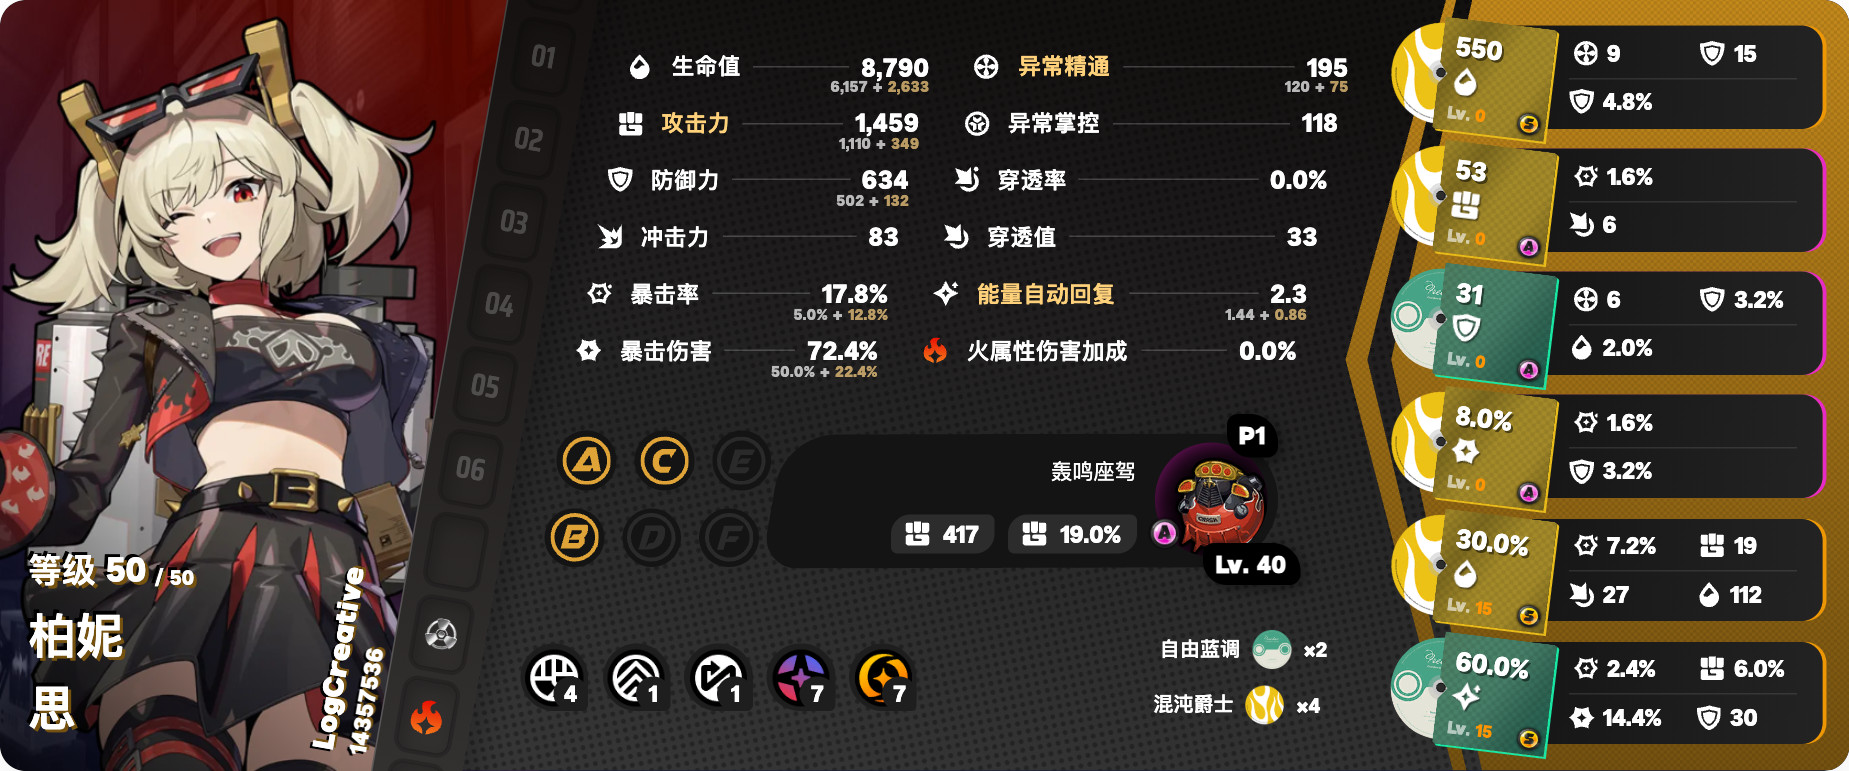 等级 50 / 50
柏妮
思
LogCreative
14357536
01
02
03
04
05
06
生命值 8,790
6,157 + 2,633
异常精通 195
120 + 75
攻击力 1,459
1,110 + 349
异常掌控 118
防御力 634
502 + 132
穿透率 0.0%
冲击力 83
穿透值 33
暴击率 17.8%
5.0% + 12.8%
能量自动回复 2.3
1.44 + 0.86
暴击伤害 72.4%
50.0% + 22.4%
火属性伤害加成 0.0%
A C E
B D F
轰鸣座驾
P1
417 19.0%
A
Lv. 40
4 1 1 7 7
自由蓝调 ×2
混沌爵士 ×4
550
Lv. 0
S
9 15
4.8%
53
Lv. 0
A
1.6%
6
31
Lv. 0
A
6 3.2%
2.0%
8.0%
Lv. 0
A
1.6%
3.2%
30.0%
Lv. 15
S
7.2% 19
27 112
60.0%
Lv. 15
S
2.4% 6.0%
14.4% 30